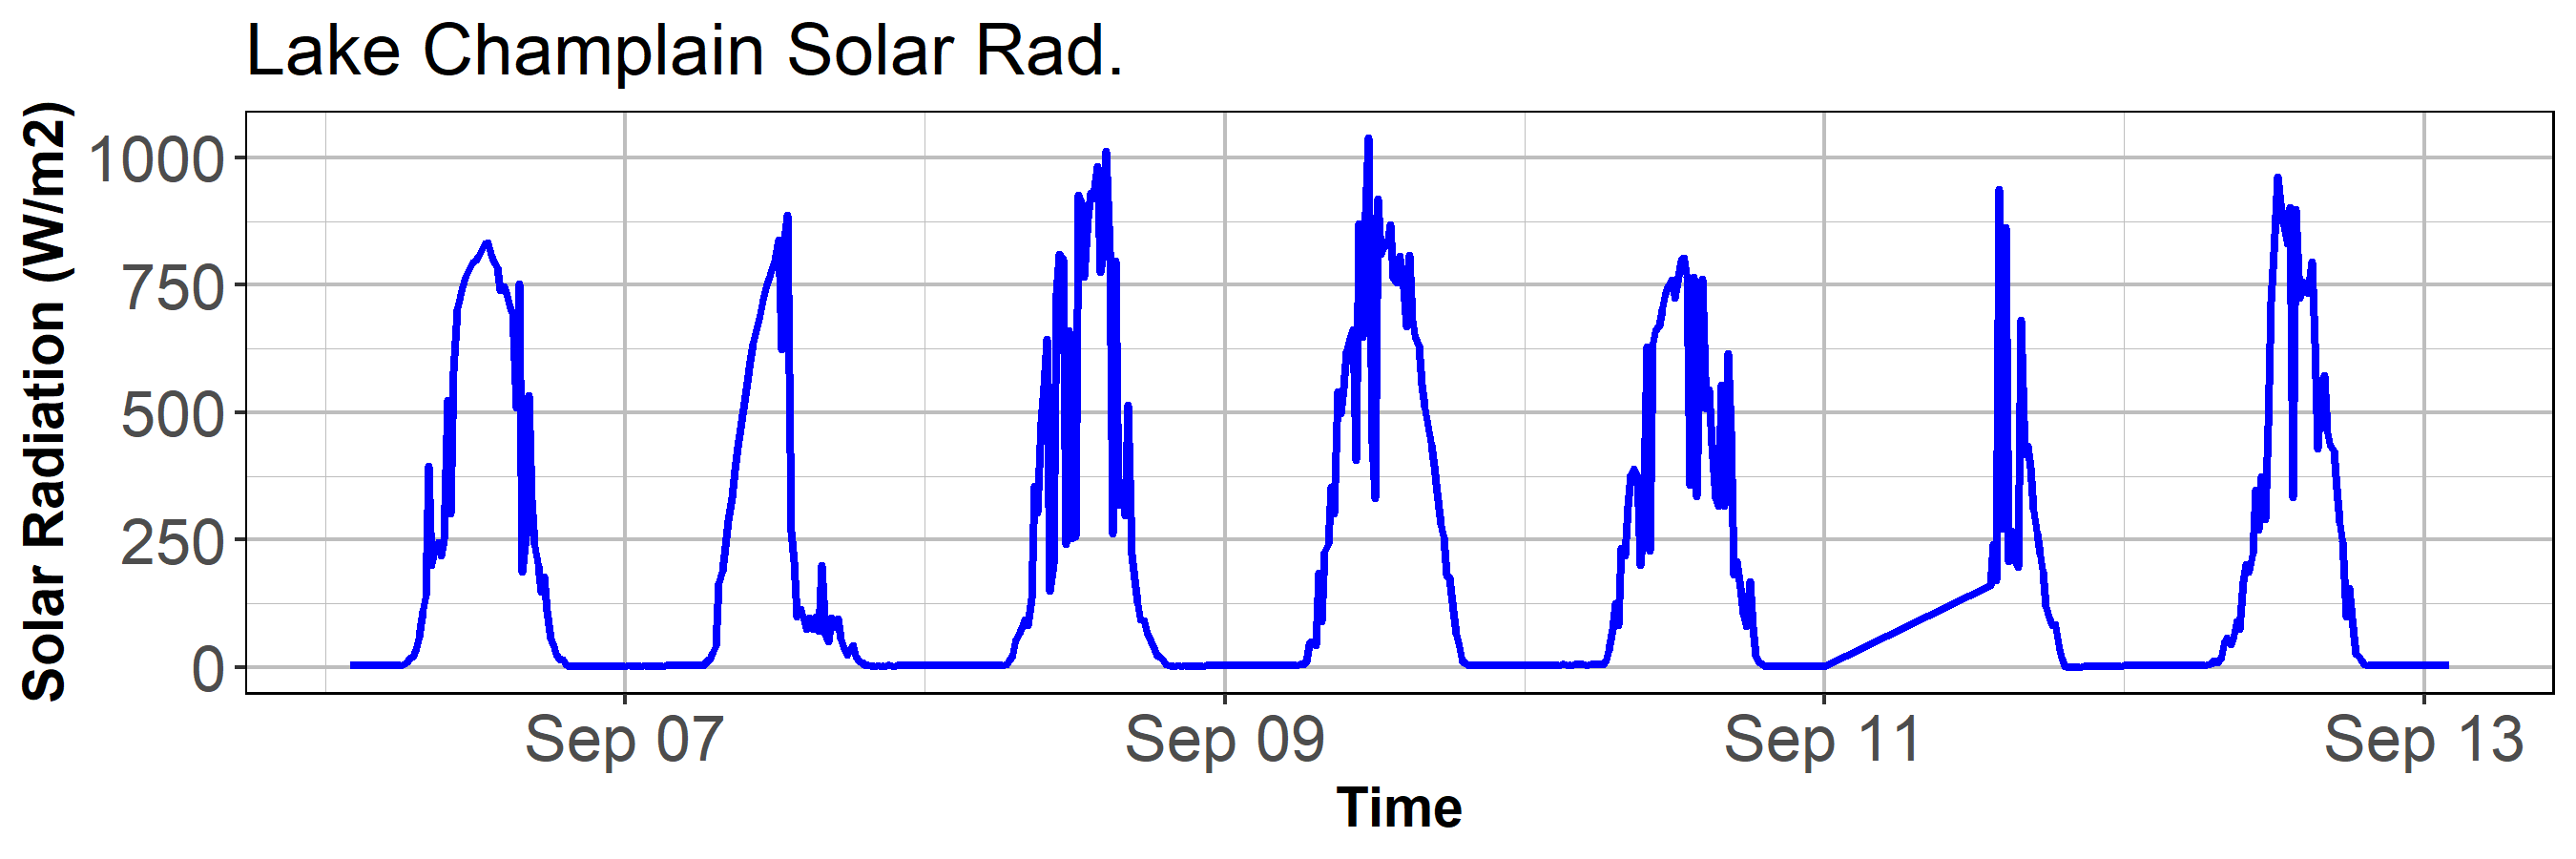 Lake Champlain Solar Rad.
Solar Radiation (W/m2)
1000
750
500
250
0
Sep 07 Sep 09 Sep 11 Sep 13
Time